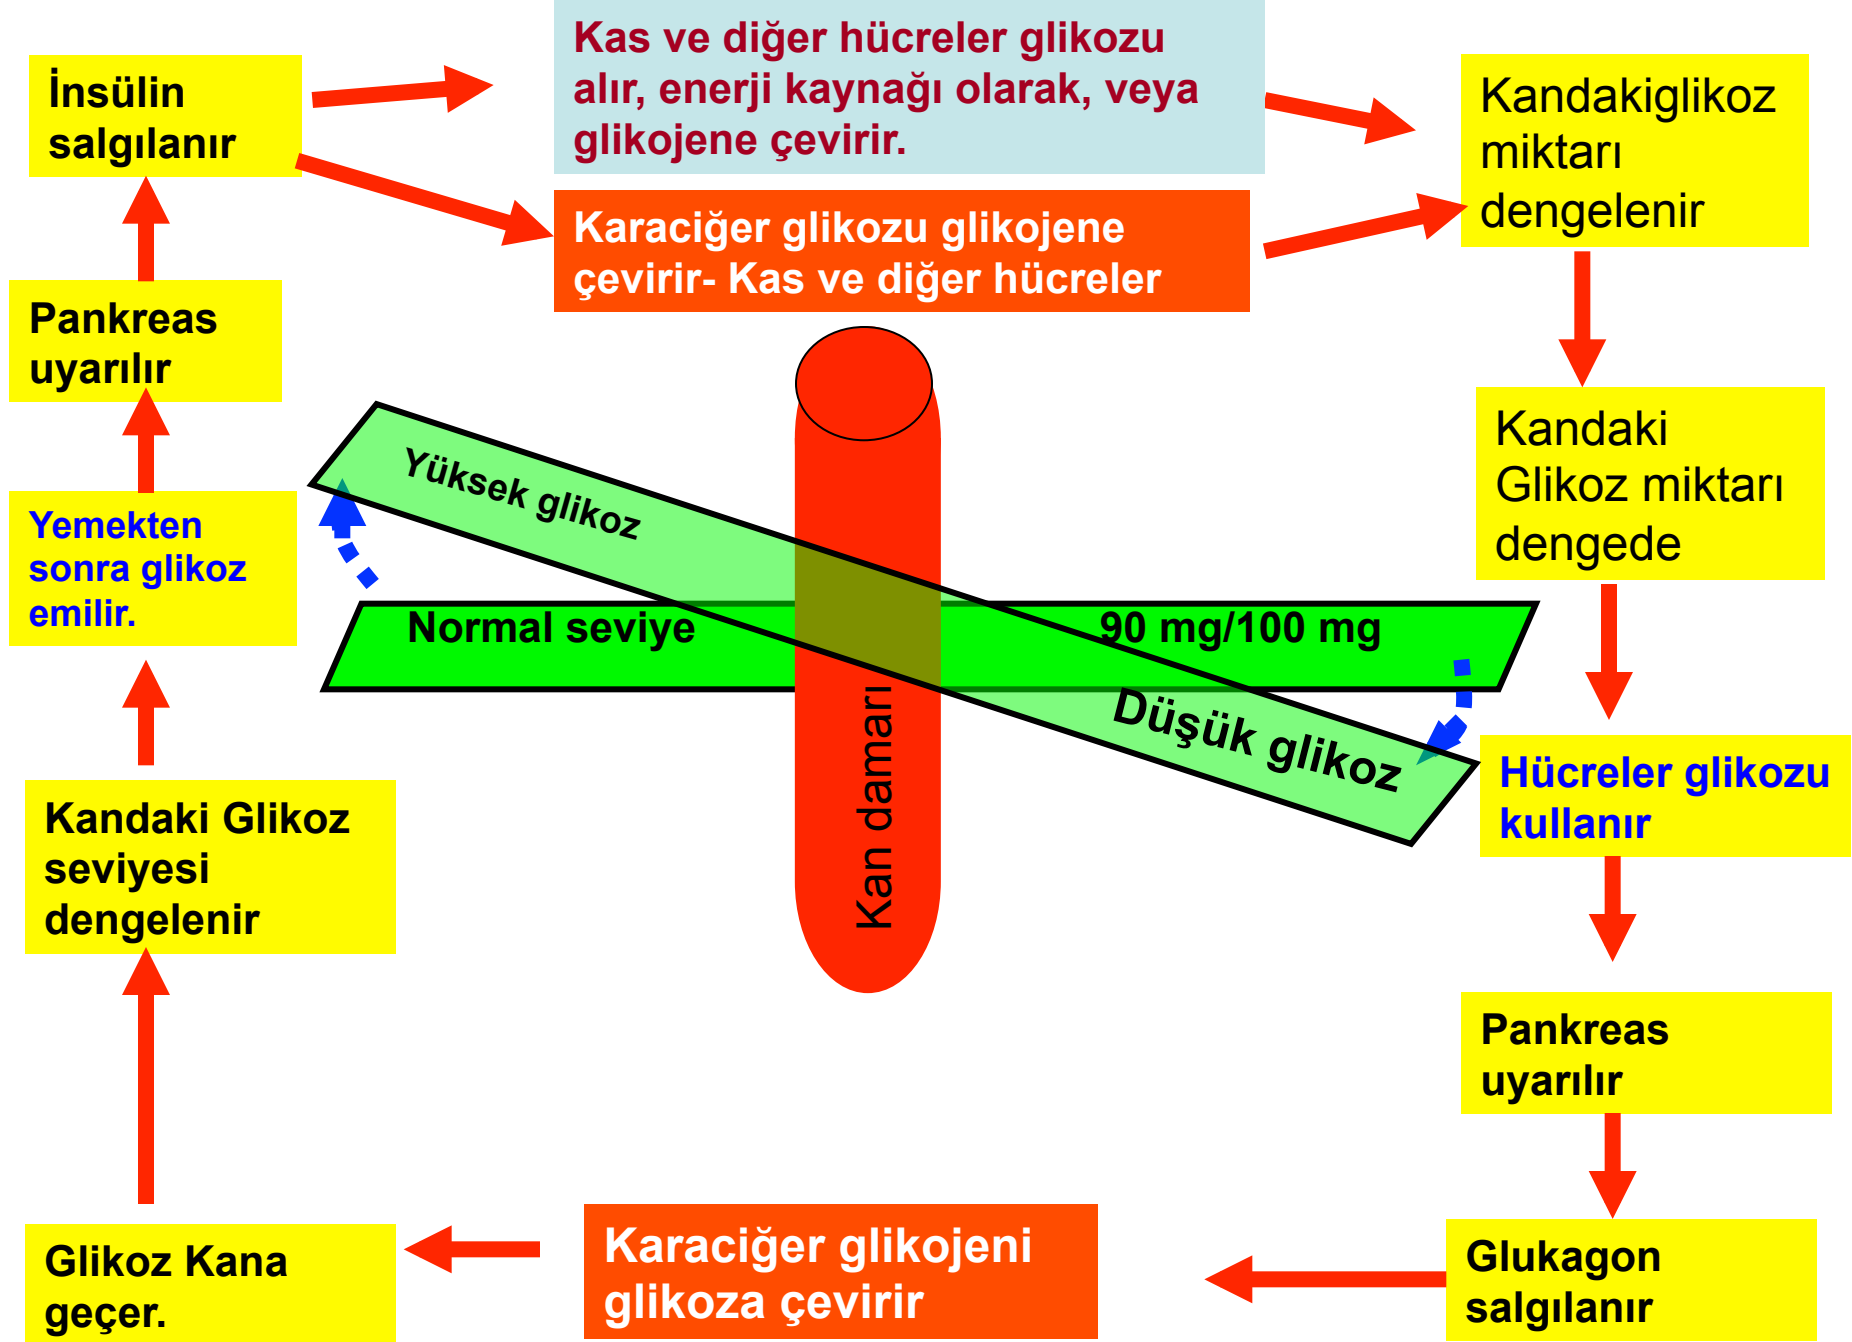 İnsülin
salgılanır
Kas ve diğer hücreler glikozu
alır, enerji kaynağı olarak, veya
glikojene çevirir.
Karaciğer glikozu glikojene
çevirir- Kas ve diğer hücreler
Kandakiglikoz
miktarı
dengelenir
Pankreas
uyarılır
Kandaki
Glikoz miktarı
dengede
Yüksek glikoz
Yemekten
sonra glikoz
emilir.
Normal seviye
90 mg/100 mg
Düşük glikoz
Kan damarı
Hücreler glikozu
kullanır
Kandaki Glikoz
seviyesi
dengelenir
Pankreas
uyarılır
Glikoz Kana
geçer.
Karaciğer glikojeni
glikoza çevirir
Glukagon
salgılanır